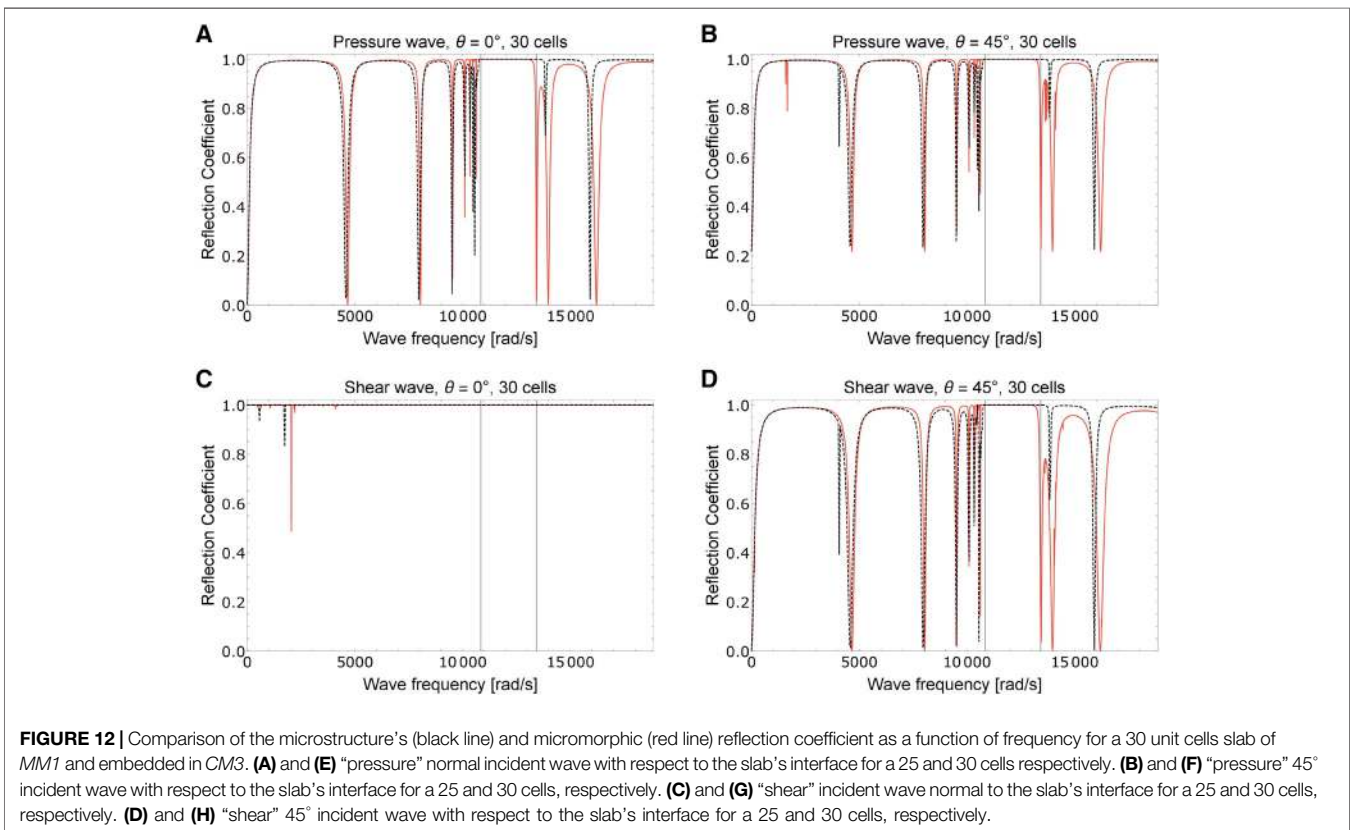 A
Pressure wave, θ = 0°, 30 cells
Reflection Coefficient
1.0
0.8
0.6
0.4
0.2
0.0
0 5000 10000 15000
Wave frequency [rad/s]
B
Pressure wave, θ = 45°, 30 cells
Reflection Coefficient
1.0
0.8
0.6
0.4
0.2
0.0
0 5000 10000 15000
Wave frequency [rad/s]
C
Shear wave, θ = 0°, 30 cells
Reflection Coefficient
1.0
0.8
0.6
0.4
0.2
0.0
0 5000 10000 15000
Wave frequency [rad/s]
D
Shear wave, θ = 45°, 30 cells
Reflection Coefficient
1.0
0.8
0.6
0.4
0.2
0.0
0 5000 10000 15000
Wave frequency [rad/s]
FIGURE 12 | Comparison of the microstructure's (black line) and micromorphic (red line) reflection coefficient as a function of frequency for a 30 unit cells slab of
MM1 and embedded in CM3. (A) and (E) "pressure" normal incident wave with respect to the slab's interface for a 25 and 30 cells respectively. (B) and (F) "pressure" 45°
incident wave with respect to the slab's interface for a 25 and 30 cells, respectively. (C) and (G) "shear" incident wave normal to the slab's interface for a 25 and 30 cells,
respectively. (D) and (H) "shear" 45° incident wave with respect to the slab's interface for a 25 and 30 cells, respectively.